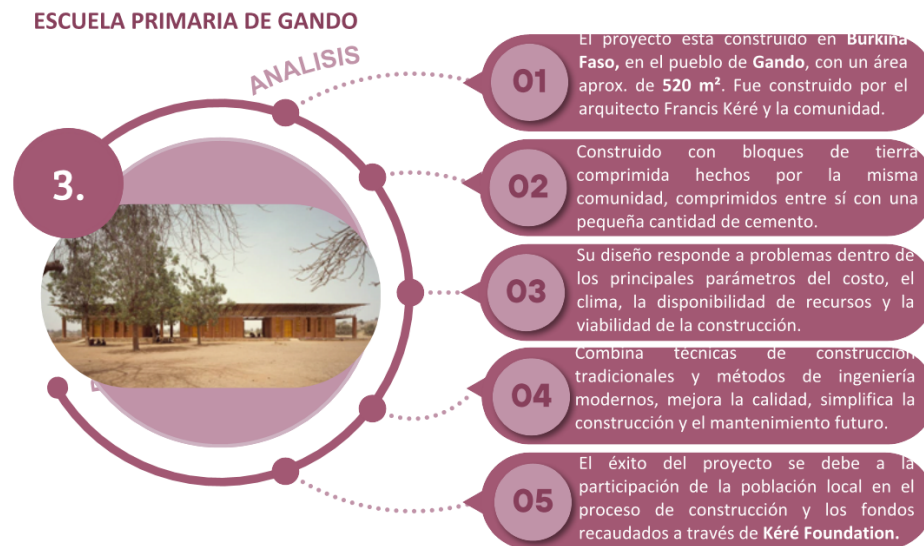 ESCUELA PRIMARIA DE GANDO
ANALISIS
3.
01
El proyecto está construido en Burkina
Faso, en el pueblo de Gando, con un área
aprox. de 520 m². Fue construido por el
arquitecto Francis Kéré y la comunidad.
02
Construido con bloques de tierra
comprimida hechos por la misma
comunidad, comprimidos entre sí con una
pequeña cantidad de cemento.
03
Su diseño responde a problemas dentro de
los principales parámetros del costo, el
clima, la disponibilidad de recursos y la
viabilidad de la construcción.
04
Combina técnicas de construcción
tradicionales y métodos de ingeniería
modernos, mejora la calidad, simplifica la
construcción y el mantenimiento futuro.
05
El éxito del proyecto se debe a la
participación de la población local en el
proceso de construcción y los fondos
recaudados a través de Kéré Foundation.